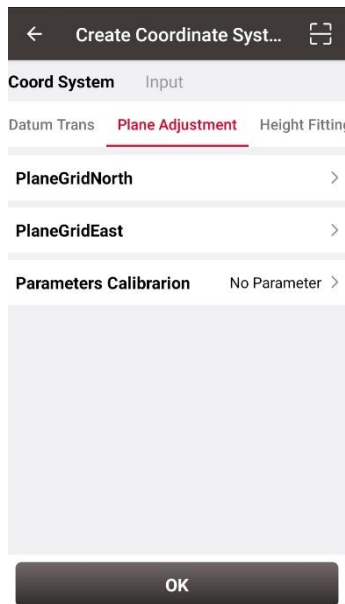 Create Coordinate Syst...
Coord System Input
Datum Trans Plane Adjustment Height Fitting
PlaneGridNorth
PlaneGridEast
Parameters Calibrarion No Parameter
OK